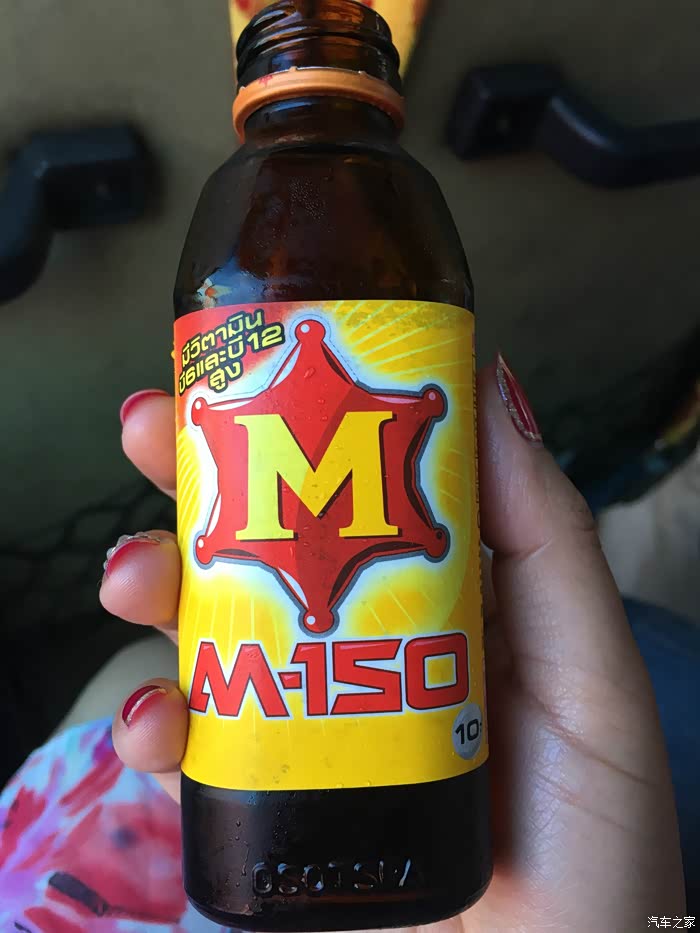 มีวิตามิน
บี6และบี 12
สูง
M
M-150
10.-
OSOTSPA
汽车之家